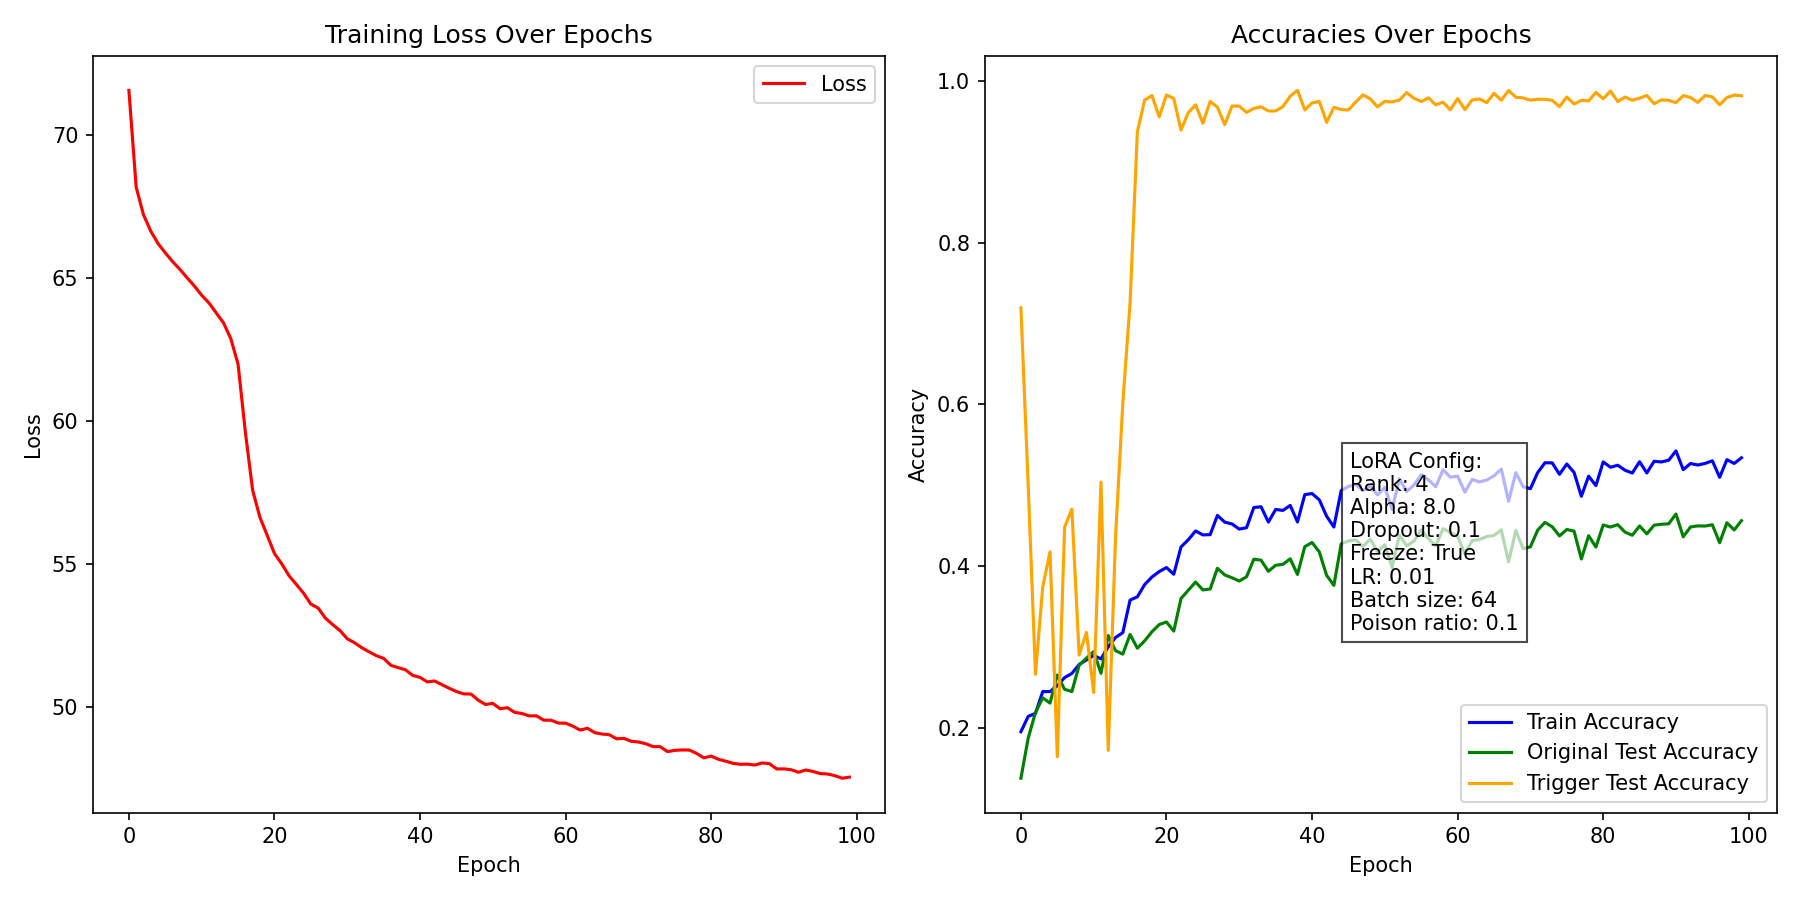 Training Loss Over Epochs
Loss
70
65
60
55
50
Loss
0 20 40 60 80 100
Epoch
Accuracies Over Epochs
1.0
0.8
0.6
0.4
0.2
Accuracy
LoRA Config:
Rank: 4
Alpha: 8.0
Dropout: 0.1
Freeze: True
LR: 0.01
Batch size: 64
Poison ratio: 0.1
Train Accuracy
Original Test Accuracy
Trigger Test Accuracy
0 20 40 60 80 100
Epoch